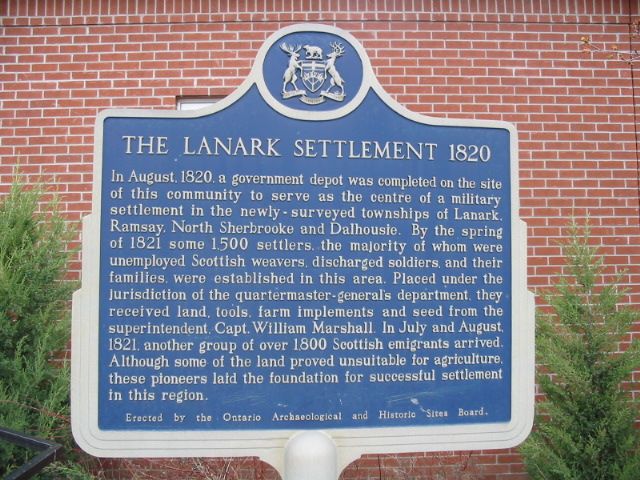 THE LANARK SETTLEMENT 1820
In August, 1820, a government depot was completed on the site
of this community to serve as the centre of a military
settlement in the newly-surveyed townships of Lanark,
Ramsay, North Sherbrooke and Dalhousie. By the spring
of 1821 some 1,500 settlers, the majority of whom were
unemployed Scottish weavers, discharged soldiers, and their
families, were established in this area. Placed under the
jurisdiction of the quartermaster-general's department, they
received land, tools, farm implements and seed from the
superintendent, Capt. William Marshall. In July and August,
1821, another group of over 1,800 Scottish emigrants arrived.
Although some of the land proved unsuitable for agriculture,
these pioneers laid the foundation for successful settlement
in this region.
Erected by the Ontario Archaeological and Historic Sites Board.